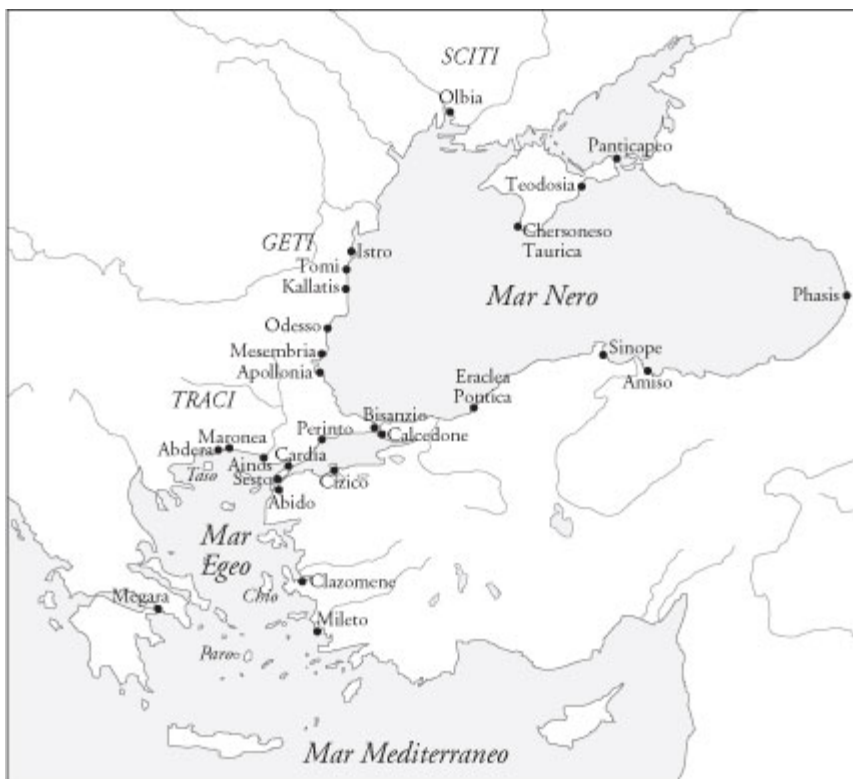 SCITI
Olbia
Panticapeo
Teodosia
Chersoneso
Taurica
GETI
Istro
Tomi
Kallatis
Mar Nero
Phasis
Odesso
Mesembria
Apollonia
Sinope
Amiso
Eraclea
Pontica
TRACI
Bisanzio
Perinto
Calcedone
Maronea
Abdera
Cardia
Ainos
Taso
Sesto
Cizico
Abido
Mar
Egeo
Clazomene
Chio
Megara
Mileto
Paro
Mar Mediterraneo